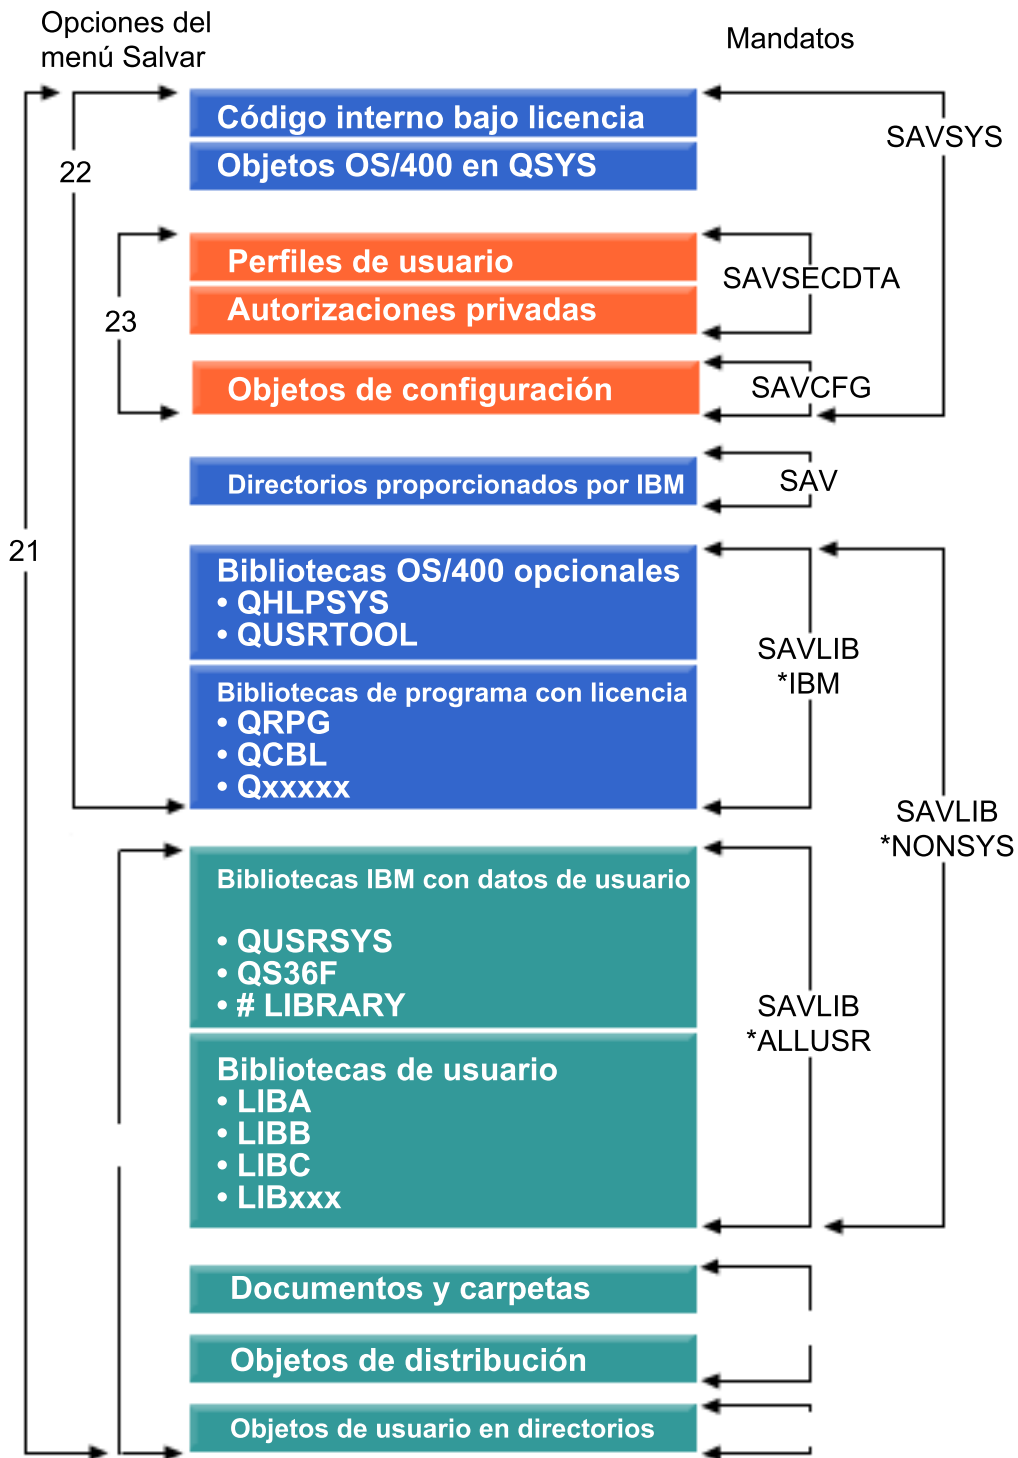 Opciones del
menú Salvar
Mandatos
Código interno bajo licencia
Objetos OS/400 en QSYS
SAVSYS
22
Perfiles de usuario
Autorizaciones privadas
SAVSECDTA
23
Objetos de configuración
SAVCFG
Directorios proporcionados por IBM
SAV
21
Bibliotecas OS/400 opcionales
• QHLPSYS
• QUSRTOOL
Bibliotecas de programa con licencia
• QRPG
• QCBL
• Qxxxxx
SAVLIB
*IBM
SAVLIB
*NONSYS
Bibliotecas IBM con datos de usuario
• QUSRSYS
• QS36F
• # LIBRARY
Bibliotecas de usuario
• LIBA
• LIBB
• LIBC
• LIBxxx
SAVLIB
*ALLUSR
Documentos y carpetas
Objetos de distribución
Objetos de usuario en directorios